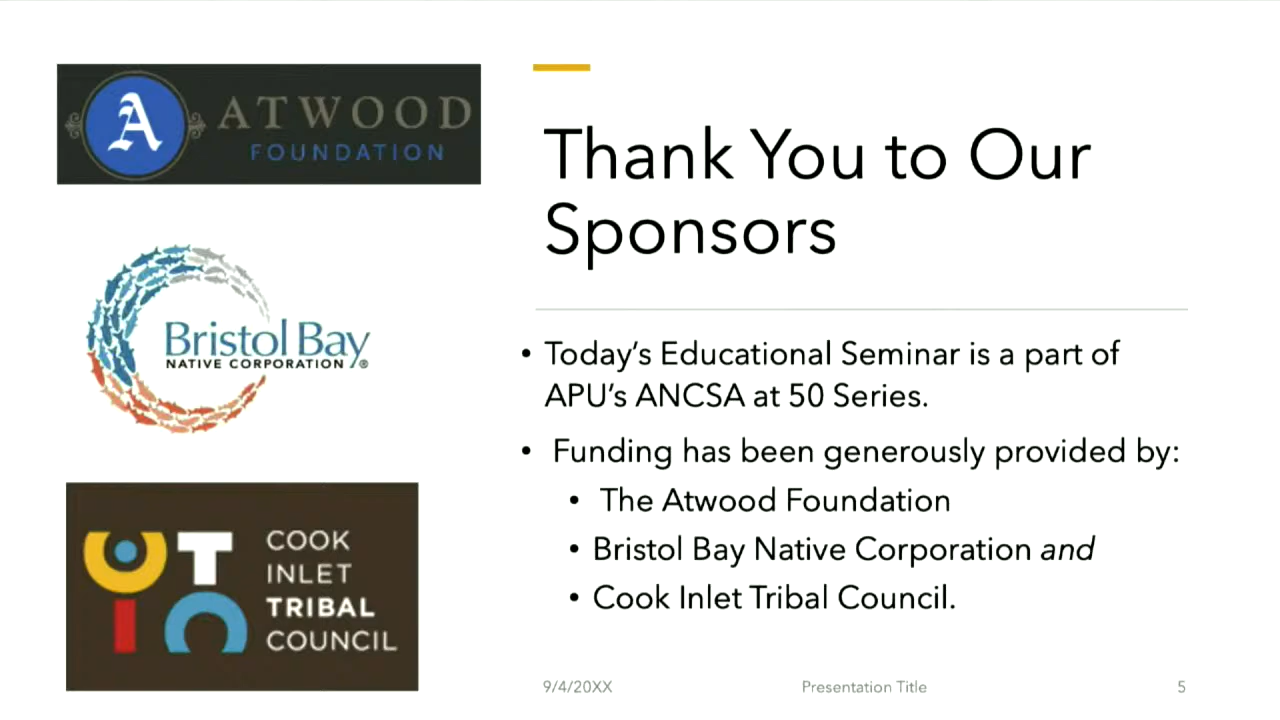 A ATWOOD
FOUNDATION
Bristol Bay
NATIVE CORPORATION ®
COOK
INLET
TRIBAL
COUNCIL
Thank You to Our
Sponsors
• Today's Educational Seminar is a part of
APU's ANCSA at 50 Series.
• Funding has been generously provided by:
• The Atwood Foundation
• Bristol Bay Native Corporation and
• Cook Inlet Tribal Council.
9/4/20XX Presentation Title 5